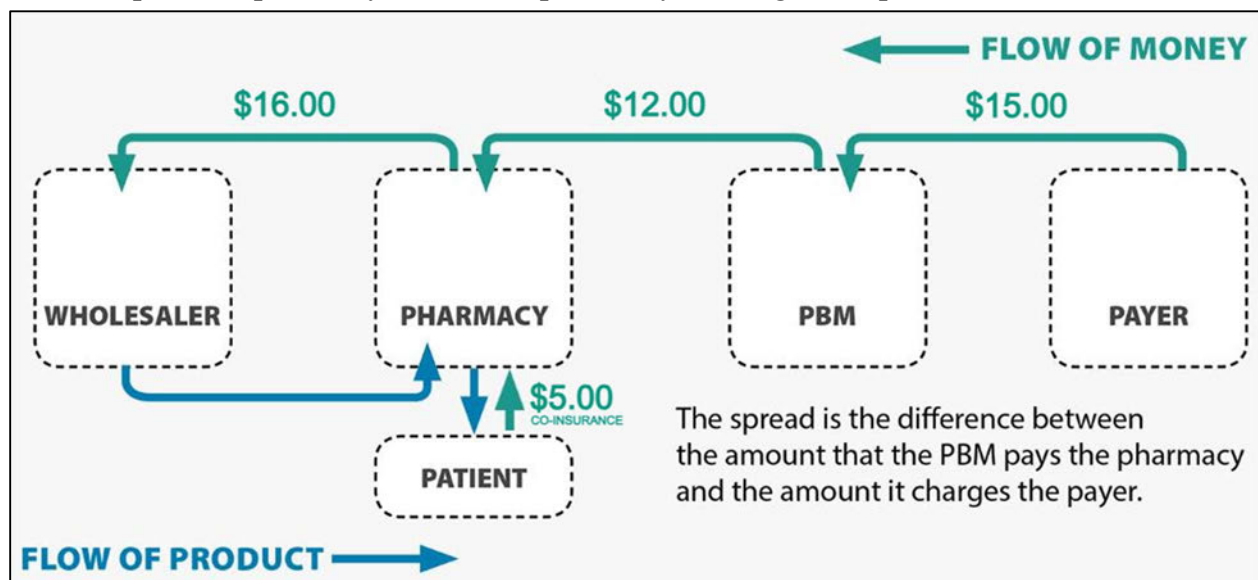 FLOW OF MONEY
$16.00
$12.00
$15.00
WHOLESALER
PHARMACY
PBM
PAYER
$5.00
CO-INSURANCE
PATIENT
The spread is the difference between
the amount that the PBM pays the pharmacy
and the amount it charges the payer.
FLOW OF PRODUCT